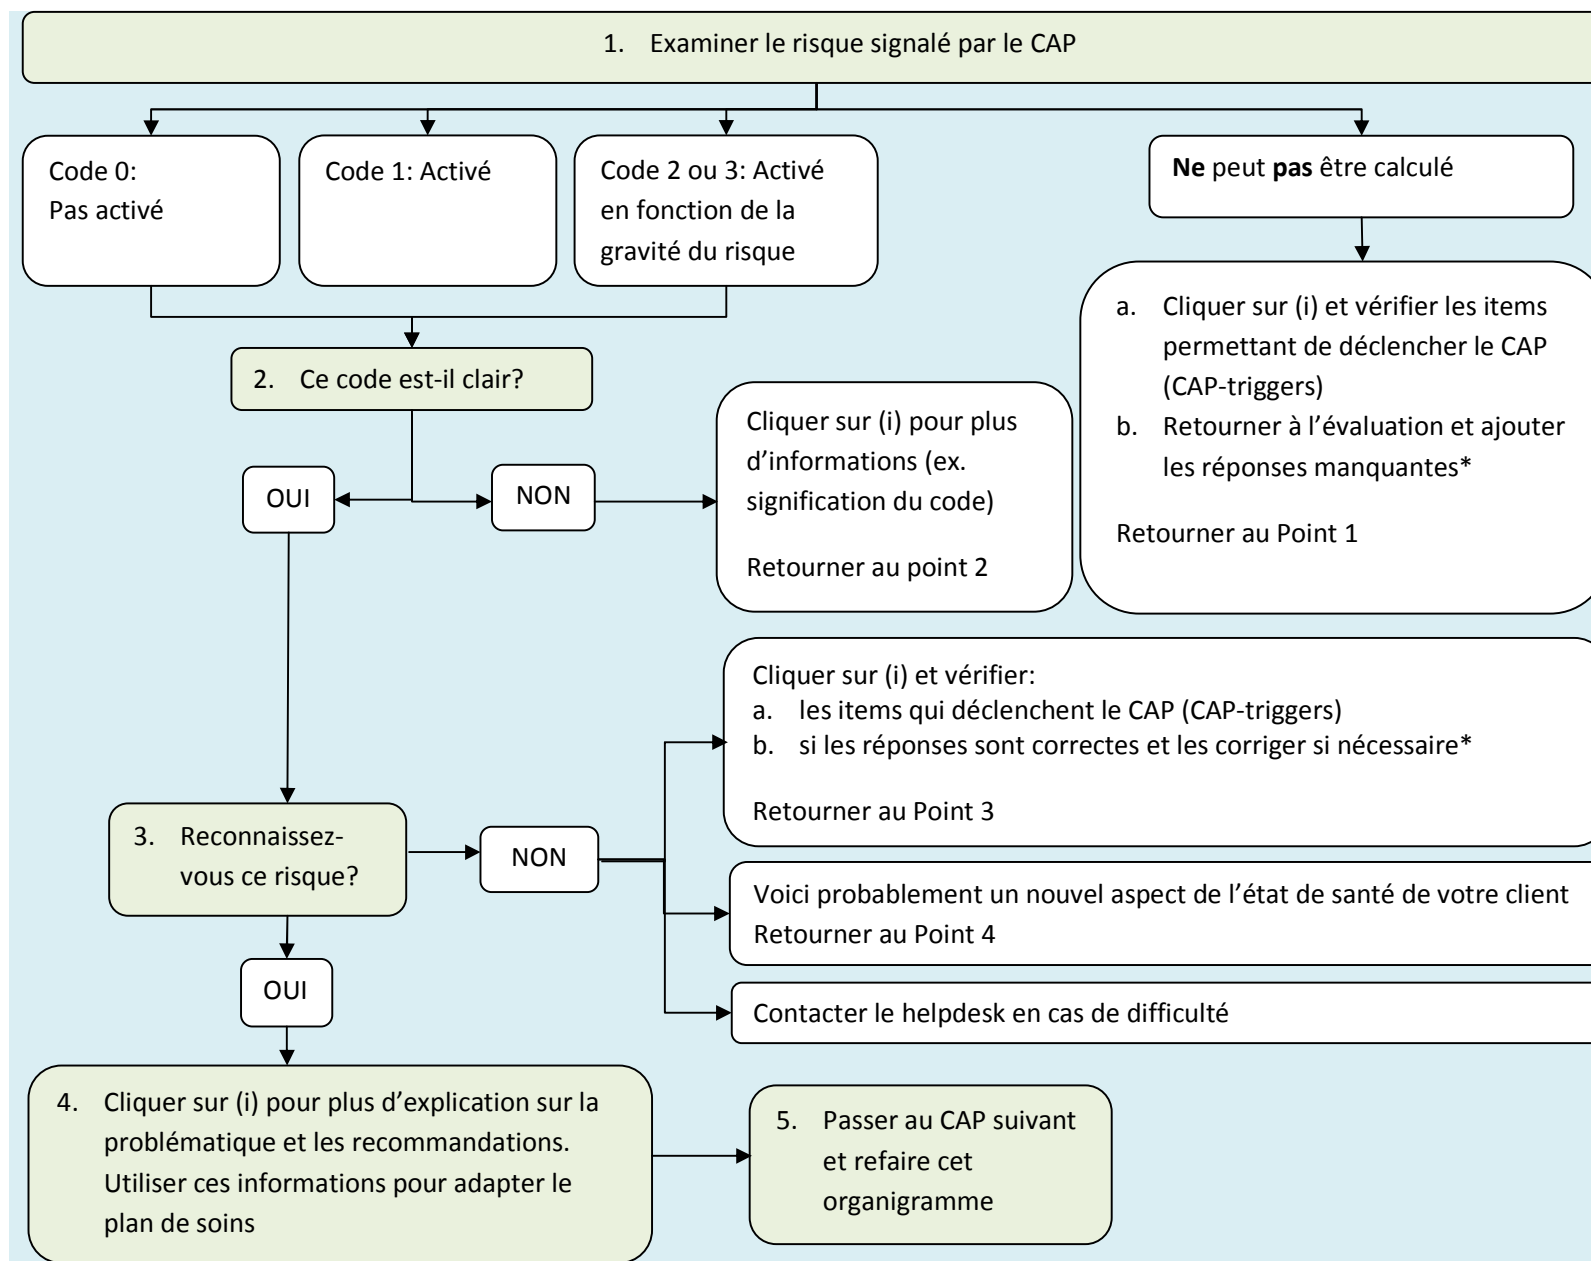 1. Examiner le risque signalé par le CAP
Code 0:
Pas activé
Code 1: Activé
Code 2 ou 3: Activé
en fonction de la
gravité du risque
Ne peut pas être calculé
a. Cliquer sur (i) et vérifier les items
permettant de déclencher le CAP
(CAP-triggers)
b. Retourner à l’évaluation et ajouter
les réponses manquantes*
Retourner au Point 1
2. Ce code est-il clair?
OUI
NON
Cliquer sur (i) pour plus
d’informations (ex.
signification du code)
Retourner au point 2
Cliquer sur (i) et vérifier:
a. les items qui déclenchent le CAP (CAP-triggers)
b. si les réponses sont correctes et les corriger si nécessaire*
Retourner au Point 3
3. Reconnaissez-
vous ce risque?
NON
Voici probablement un nouvel aspect de l’état de santé de votre client
Retourner au Point 4
OUI
Contacter le helpdesk en cas de difficulté
4. Cliquer sur (i) pour plus d’explication sur la
problématique et les recommandations.
Utiliser ces informations pour adapter le
plan de soins
5. Passer au CAP suivant
et refaire cet
organigramme